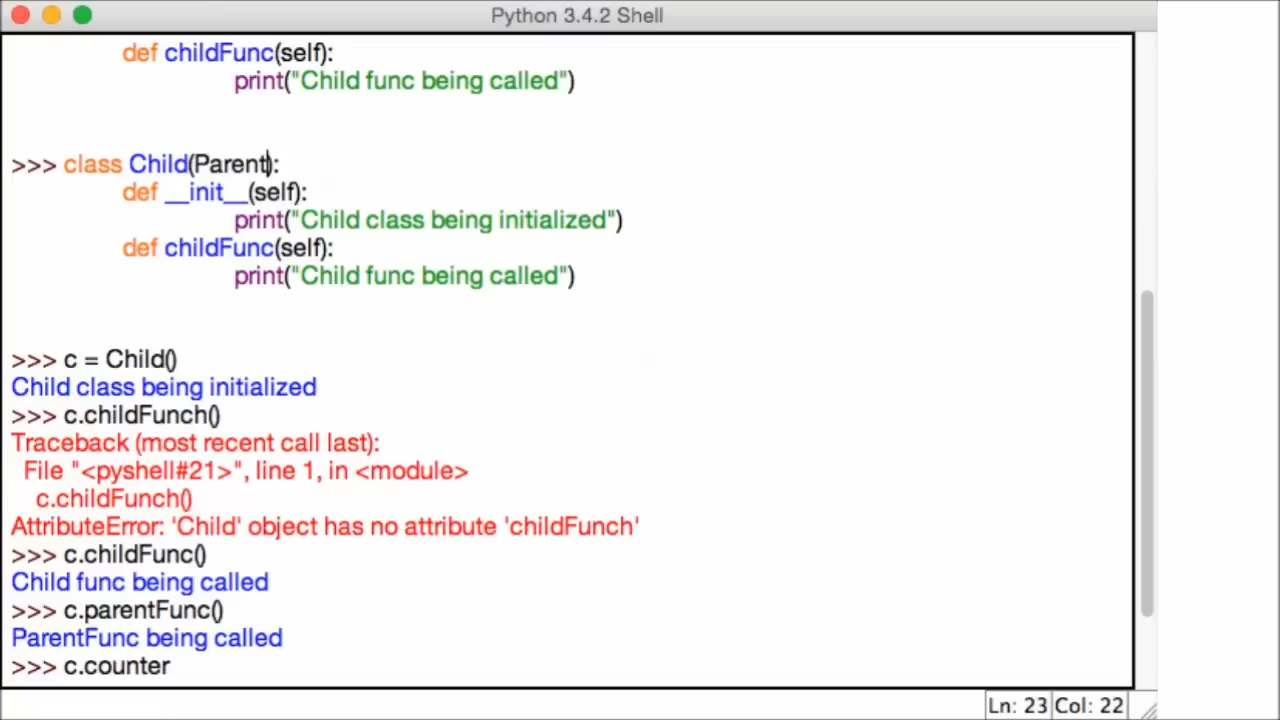 Python 3.4.2 Shell
def childFunc(self):
print("Child func being called")
>>> class Child(Parent):
def __init__(self):
print("Child class being initialized")
def childFunc(self):
print("Child func being called")
>>> c = Child()
Child class being initialized
>>> c.childFunch()
Traceback (most recent call last):
File "<pyshell#21>", line 1, in <module>
c.childFunch()
AttributeError: 'Child' object has no attribute 'childFunch'
>>> c.childFunc()
Child func being called
>>> c.parentFunc()
ParentFunc being called
>>> c.counter
Ln: 23 Col: 22